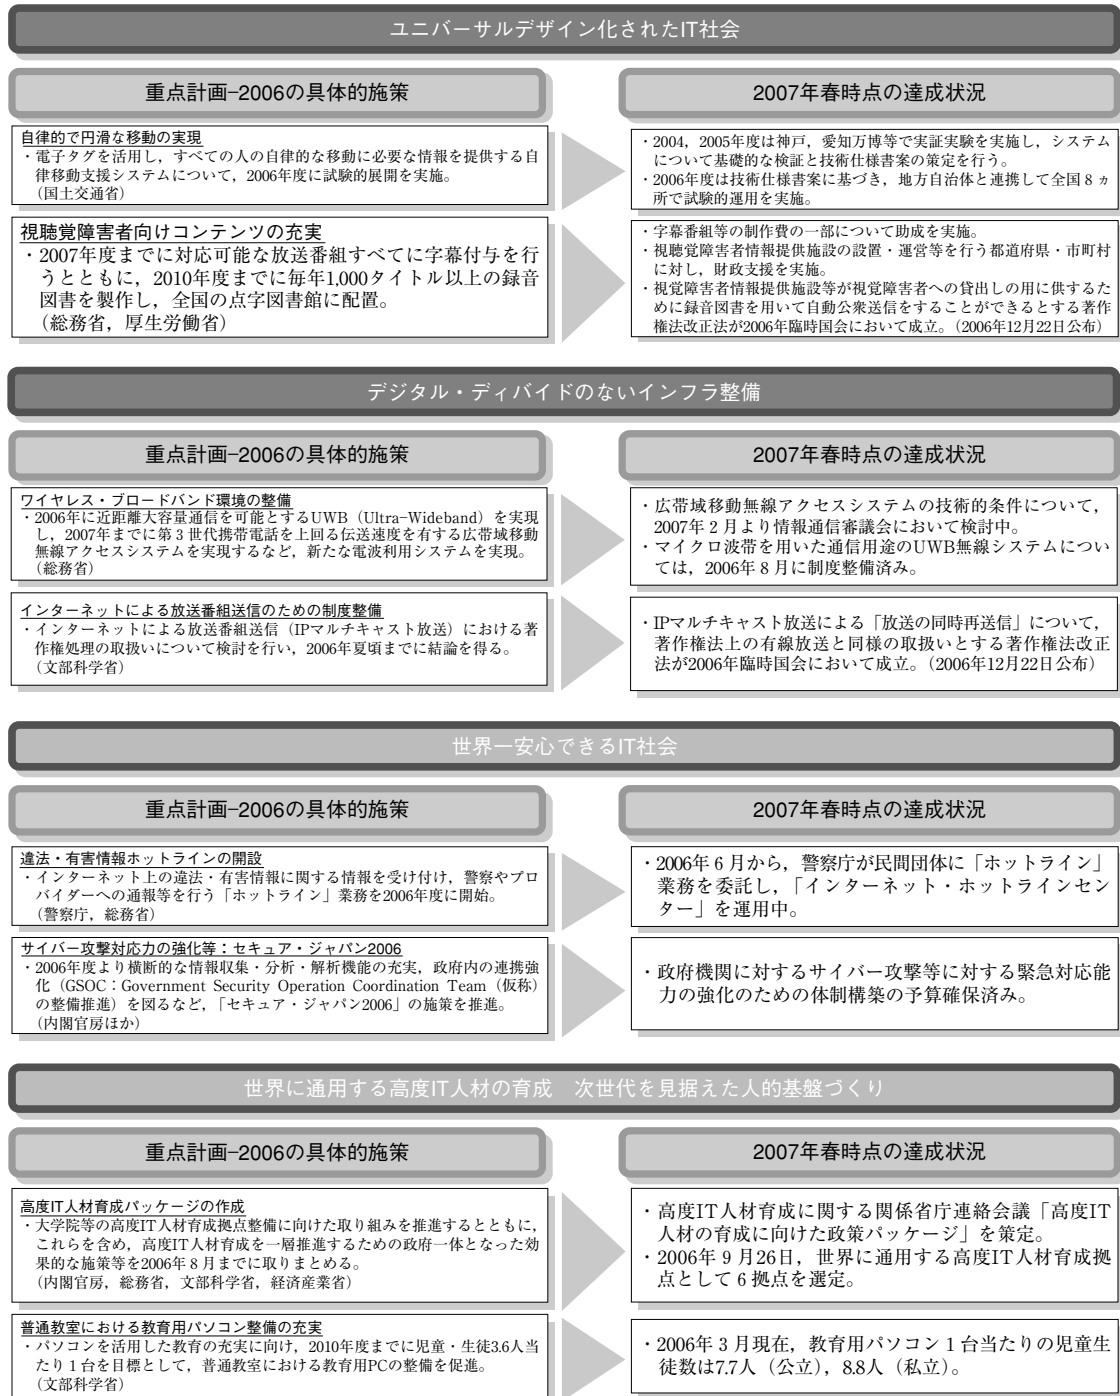 ユニバーサルデザイン化されたIT社会
重点計画−2006の具体的施策
2007年春時点の達成状況
自律的で円滑な移動の実現
・電子タグを活用し，すべての人の自律的な移動に必要な情報を提供する自
律移動支援システムについて，2006年度に試験的展開を実施。
（国土交通省）
・2004，2005年度は神戸，愛知万博等で実証実験を実施し，システム
について基礎的な検証と技術仕様書案の策定を行う。
・2006年度は技術仕様書案に基づき，地方自治体と連携して全国８ヵ
所で試験的運用を実施。
視聴覚障害者向けコンテンツの充実
・2007年度までに対応可能な放送番組すべてに字幕付与を行
うとともに，2010年度までに毎年1,000タイトル以上の録音
図書を製作し，全国の点字図書館に配置。
（総務省，厚生労働省）
・字幕番組等の制作費の一部について助成を実施。
・視聴覚障害者情報提供施設の設置・運営等を行う都道府県・市町村
に対し，財政支援を実施。
・視覚障害者情報提供施設等が視覚障害者への貸出しの用に供するた
めに録音図書を用いて自動公衆送信をすることができるとする著作
権法改正法が2006年臨時国会において成立。（2006年12月22日公布）
デジタル・ディバイドのないインフラ整備
重点計画−2006の具体的施策
2007年春時点の達成状況
ワイヤレス・ブロードバンド環境の整備
・2006年に近距離大容量通信を可能とするUWB（Ultra−Wideband）を実現
し，2007年までに第３世代携帯電話を上回る伝送速度を有する広帯域移動
無線アクセスシステムを実現するなど，新たな電波利用システムを実現。
（総務省）
・広帯域移動無線アクセスシステムの技術的条件について，
2007年２月より情報通信審議会において検討中。
・マイクロ波帯を用いた通信用途のUWB無線システムについ
ては，2006年８月に制度整備済み。
インターネットによる放送番組送信のための制度整備
・インターネットによる放送番組送信（IPマルチキャスト放送）における著
作権処理の取扱いについて検討を行い，2006年夏頃までに結論を得る。
（文部科学省）
・IPマルチキャスト放送による「放送の同時再送信」について，
著作権法上の有線放送と同様の取扱いとする著作権法改正
法が2006年臨時国会において成立。（2006年12月22日公布）
世界一安心できるIT社会
重点計画−2006の具体的施策
2007年春時点の達成状況
違法・有害情報ホットラインの開設
・インターネット上の違法・有害情報に関する情報を受け付け，警察やプロ
バイダーへの通報等を行う「ホットライン」業務を2006年度に開始。
（警察庁，総務省）
・2006年６月から，警察庁が民間団体に「ホットライン」
業務を委託し，「インターネット・ホットラインセン
ター」を運用中。
サイバー攻撃対応力の強化等：セキュア・ジャパン2006
・2006年度より横断的な情報収集・分析・解析機能の充実，政府内の連携強
化（GSOC：Government Security Operation Coordination Team（仮称）
の整備推進）を図るなど，「セキュア・ジャパン2006」の施策を推進。
（内閣官房ほか）
・政府機関に対するサイバー攻撃等に対する緊急対応能
力の強化のための体制構築の予算確保済み。
世界に通用する高度IT人材の育成　次世代を見据えた人的基盤づくり
重点計画−2006の具体的施策
2007年春時点の達成状況
高度IT人材育成パッケージの作成
・大学院等の高度IT人材育成拠点整備に向けた取り組みを推進するとともに，
これらを含め，高度IT人材育成を一層推進するための政府一体となった効
果的な施策等を2006年８月までに取りまとめる。
（内閣官房，総務省，文部科学省，経済産業省）
・高度IT人材育成に関する関係省庁連絡会議「高度IT
人材の育成に向けた政策パッケージ」を策定。
・2006年９月26日，世界に通用する高度IT人材育成拠
点として６拠点を選定。
普通教室における教育用パソコン整備の充実
・パソコンを活用した教育の充実に向け，2010年度までに児童・生徒3.6人当
たり１台を目標として，普通教室における教育用PCの整備を促進。
（文部科学省）
・2006年３月現在，教育用パソコン１台当たりの児童生
徒数は7.7人（公立），8.8人（私立）。